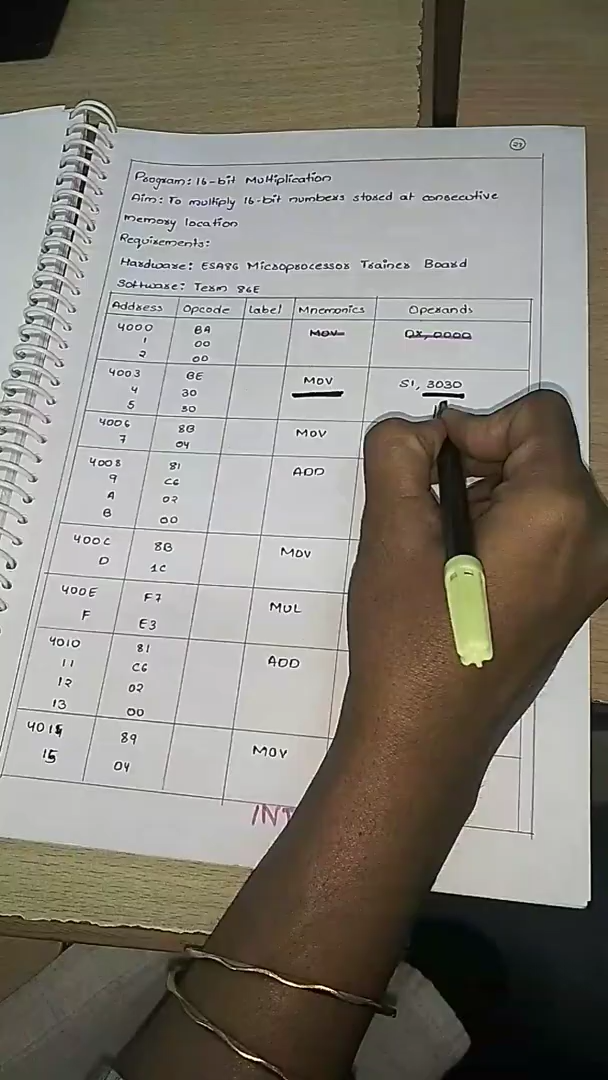 27
Program: 16-bit Multiplication
Aim: To multiply 16-bit numbers stored at consecutive
memory location
Requirements:
Hardware: ESA86 Microprocessor Trainer Board
Software: Term 86E
Address Opcode Label Mnemonics Operands
4000 BA MOV DX, 0000
1 00
2 00
4003 BE MOV SI, 3030
4 30
5 30
4006 8B MOV
7 04
4008 81 ADD
9 C6
A 02
B 00
400C 8B MOV
D 1C
400E F7 MUL
F E3
4010 81 ADD
11 C6
12 02
13 00
4014 89 MOV
15 04
INT